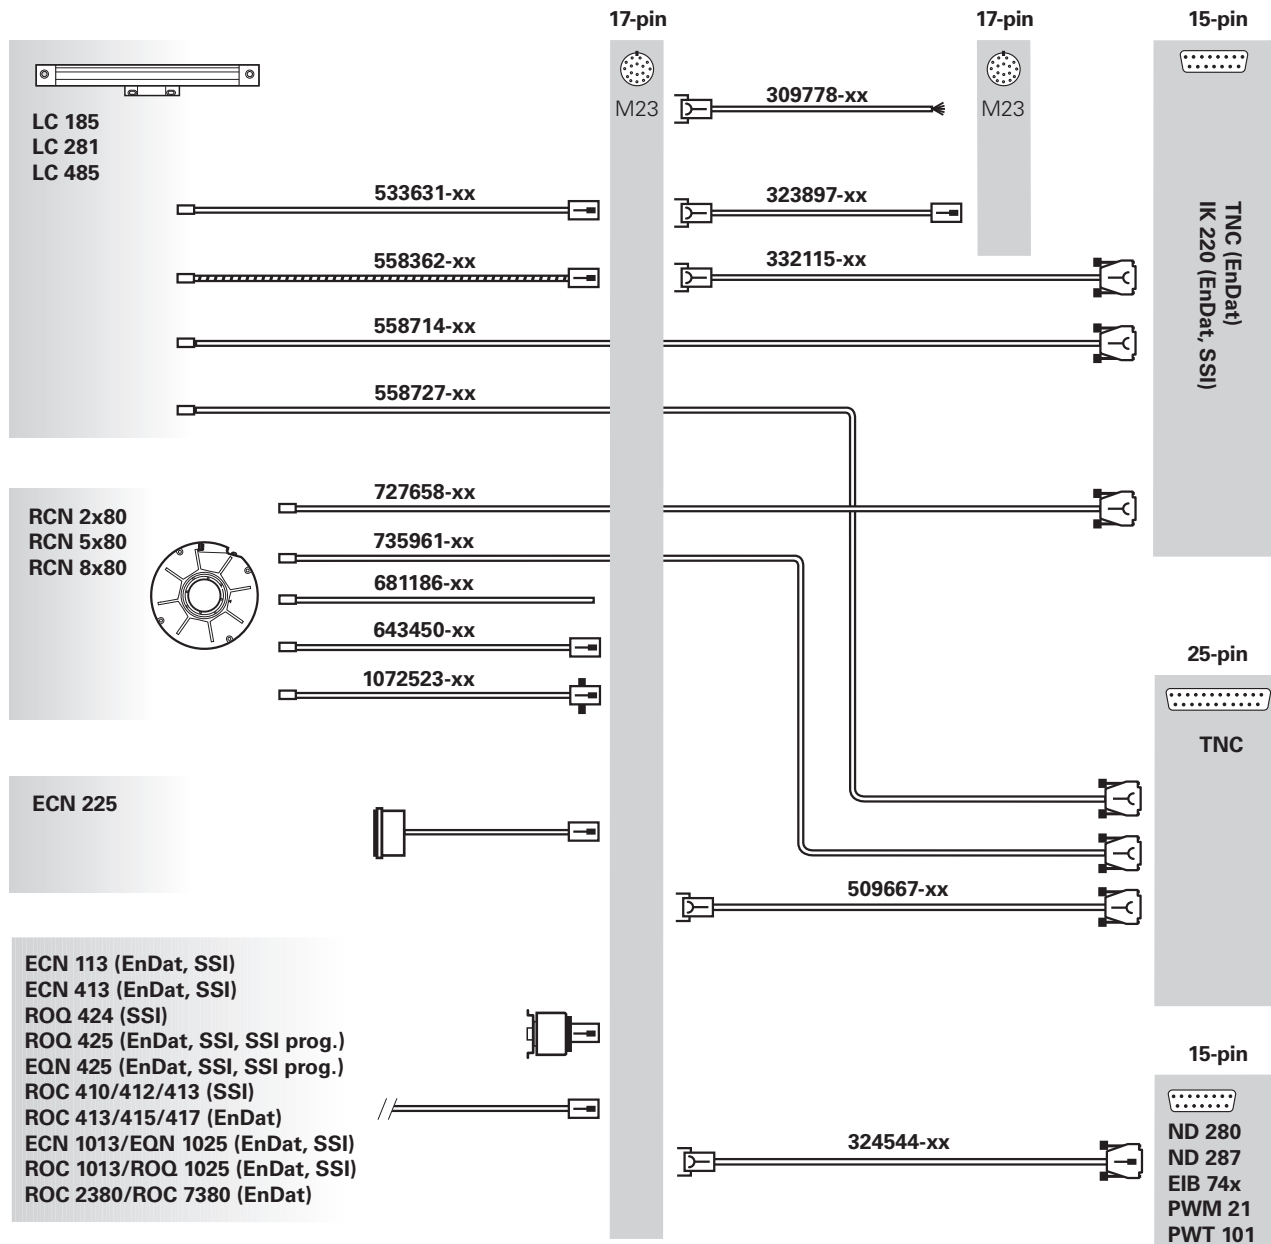 17-pin
17-pin
15-pin
M23
M23
309778-xx
LC 185
LC 281
LC 485
533631-xx
323897-xx
558362-xx
332115-xx
TNC (EnDat)
IK 220 (EnDat, SSI)
558714-xx
558727-xx
RCN 2x80
RCN 5x80
RCN 8x80
727658-xx
735961-xx
681186-xx
643450-xx
1072523-xx
25-pin
TNC
ECN 225
509667-xx
ECN 113 (EnDat, SSI)
ECN 413 (EnDat, SSI)
ROQ 424 (SSI)
ROQ 425 (EnDat, SSI, SSI prog.)
EQN 425 (EnDat, SSI, SSI prog.)
ROC 410/412/413 (SSI)
ROC 413/415/417 (EnDat)
ECN 1013/EQN 1025 (EnDat, SSI)
ROC 1013/ROQ 1025 (EnDat, SSI)
ROC 2380/ROC 7380 (EnDat)
324544-xx
15-pin
ND 280
ND 287
EIB 74x
PWM 21
PWT 101